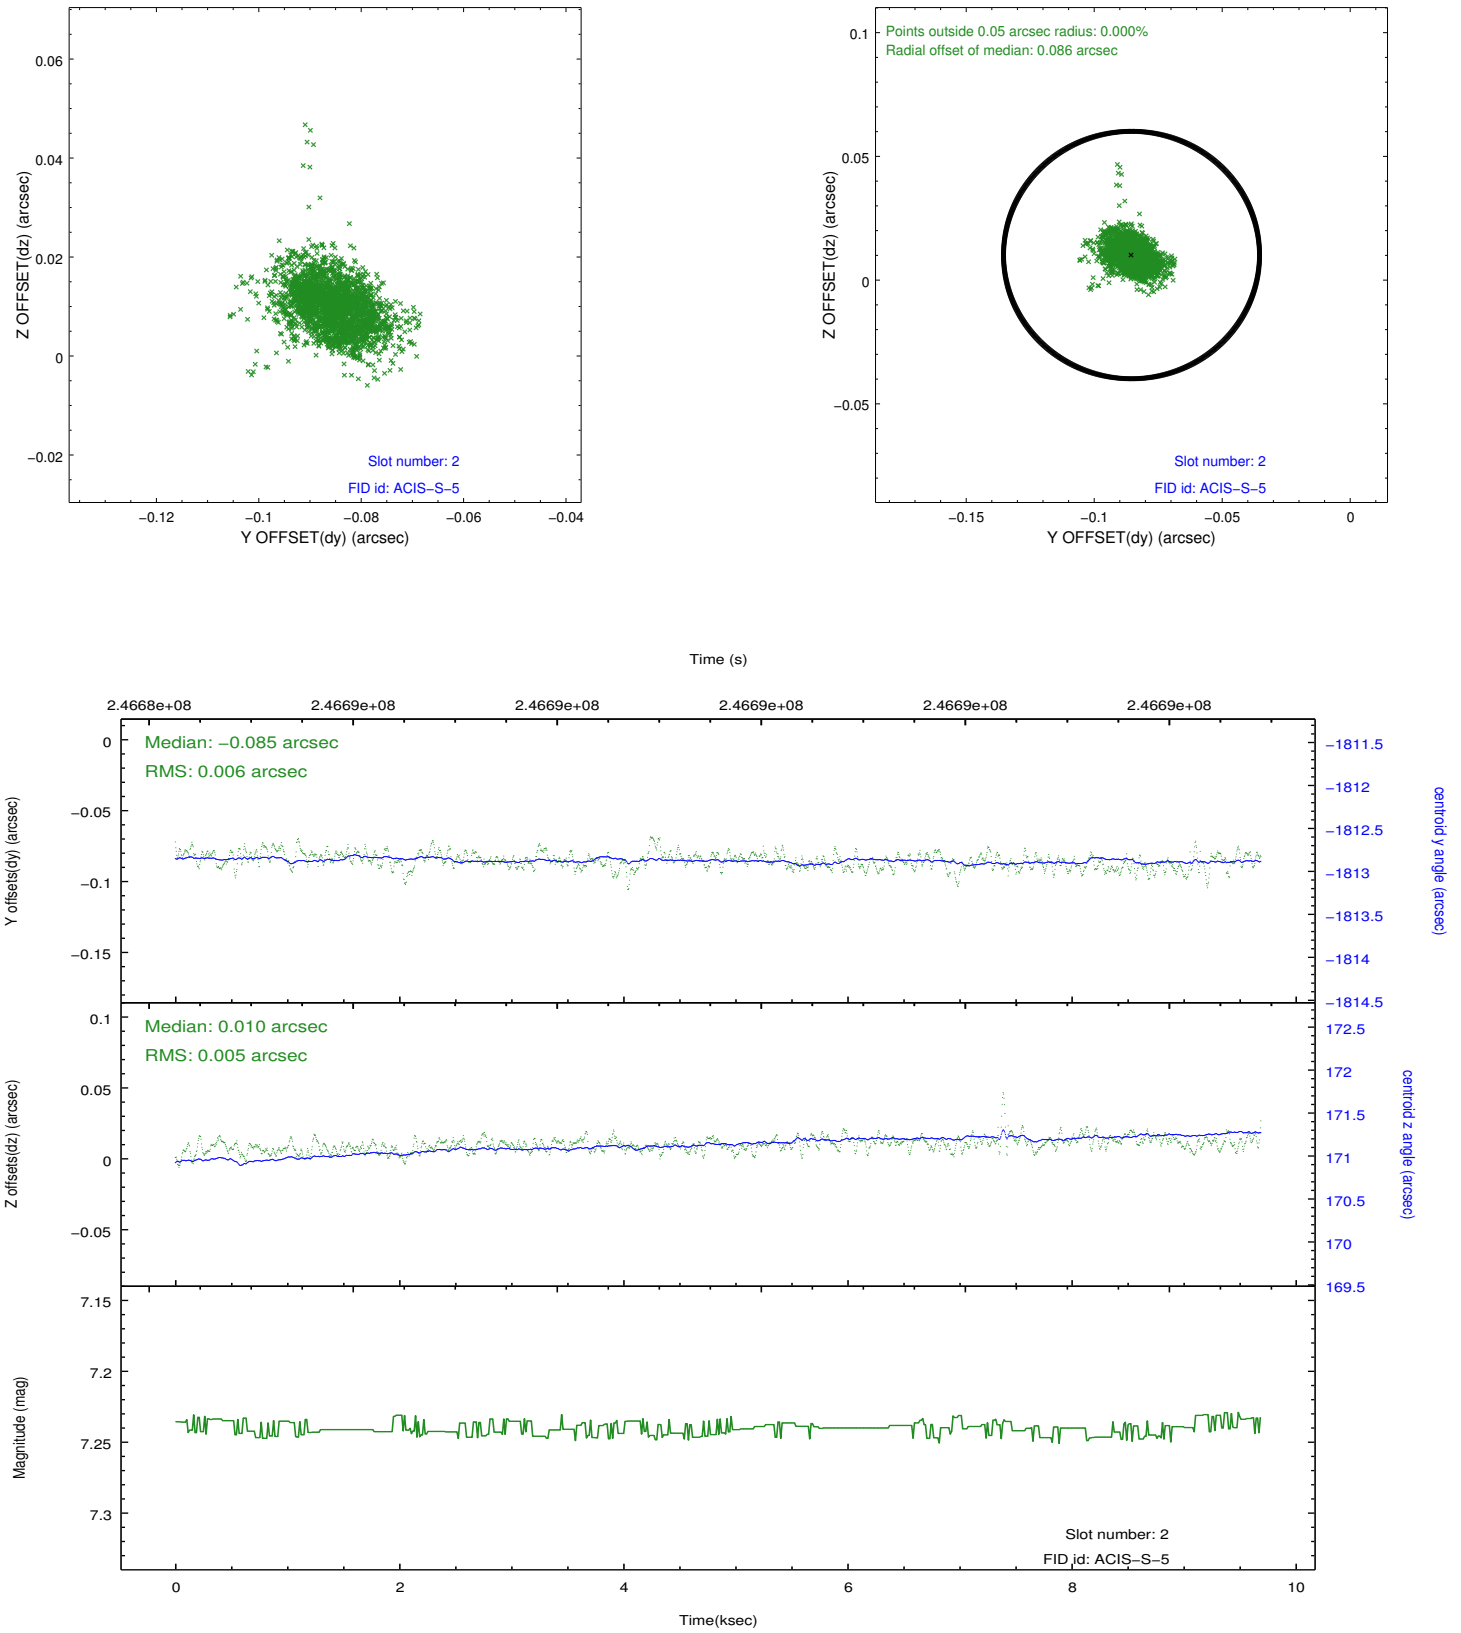 0.06
0.04
0.02
0
−0.02
Z OFFSET(dz) (arcsec)
Slot number: 2
FID id: ACIS−S−5
−0.12 −0.1 −0.08 −0.06 −0.04
Y OFFSET(dy) (arcsec)
Points outside 0.05 arcsec radius: 0.000%
Radial offset of median: 0.086 arcsec
0.1
0.05
0
−0.05
Z OFFSET(dz) (arcsec)
Slot number: 2
FID id: ACIS−S−5
−0.15 −0.1 −0.05 0
Y OFFSET(dy) (arcsec)
Time (s)
2.4668e+08 2.4669e+08 2.4669e+08 2.4669e+08 2.4669e+08 2.4669e+08
Median: −0.085 arcsec
RMS: 0.006 arcsec
0
−0.05
−0.1
−0.15
Y offsets(dy) (arcsec)
−1811.5
−1812
−1812.5
−1813
−1813.5
−1814
−1814.5
centroid y angle (arcsec)
Median: 0.010 arcsec
RMS: 0.005 arcsec
0.1
0.05
0
−0.05
Z offsets(dz) (arcsec)
172.5
172
171.5
171
170.5
170
169.5
centroid z angle (arcsec)
7.15
7.2
7.25
7.3
Magnitude (mag)
Slot number: 2
FID id: ACIS−S−5
0 2 4 6 8 10
Time(ksec)